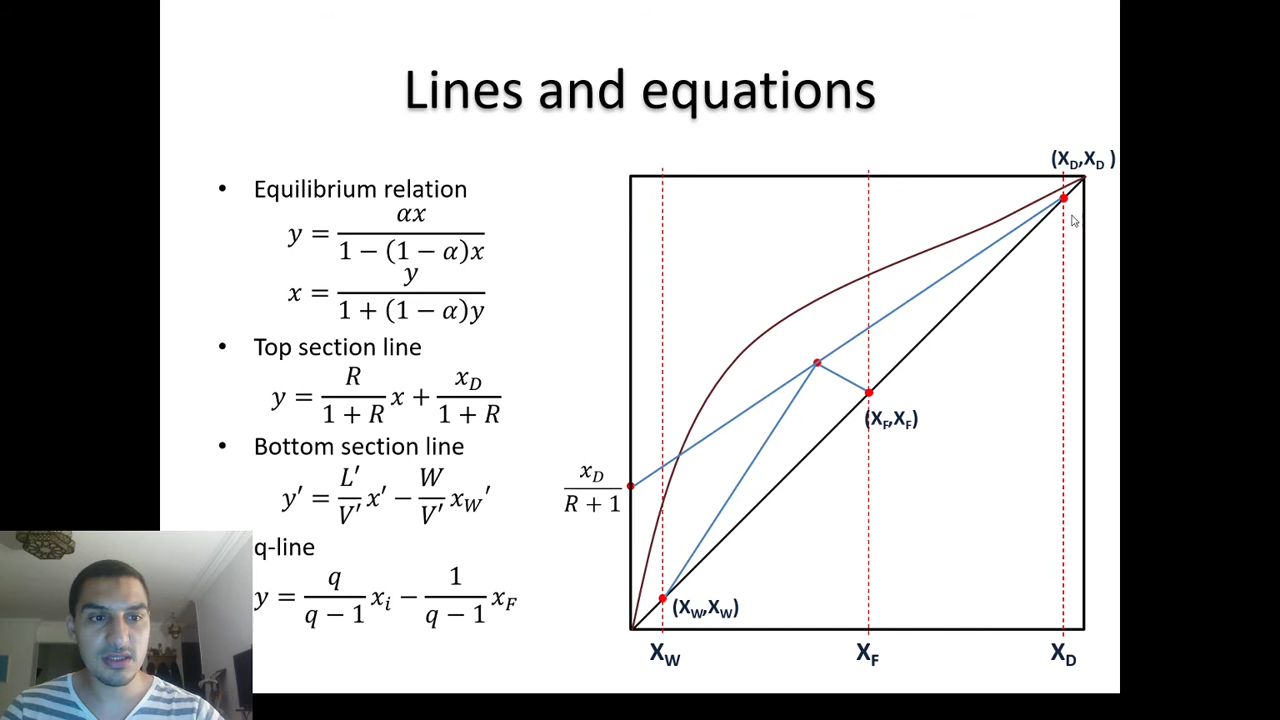 Lines and equations
• Equilibrium relation
y = αx / (1 − (1 − α)x)
x = y / (1 + (1 − α)y)
• Top section line
y = R/(1 + R) x + x_D/(1 + R)
• Bottom section line
y′ = L′/V′ x′ − W/V′ x_W′
q-line
y = q/(q − 1) x_i − 1/(q − 1) x_F
(X_D,X_D )
(X_F,X_F)
x_D/(R + 1)
(X_W,X_W)
X_W X_F X_D